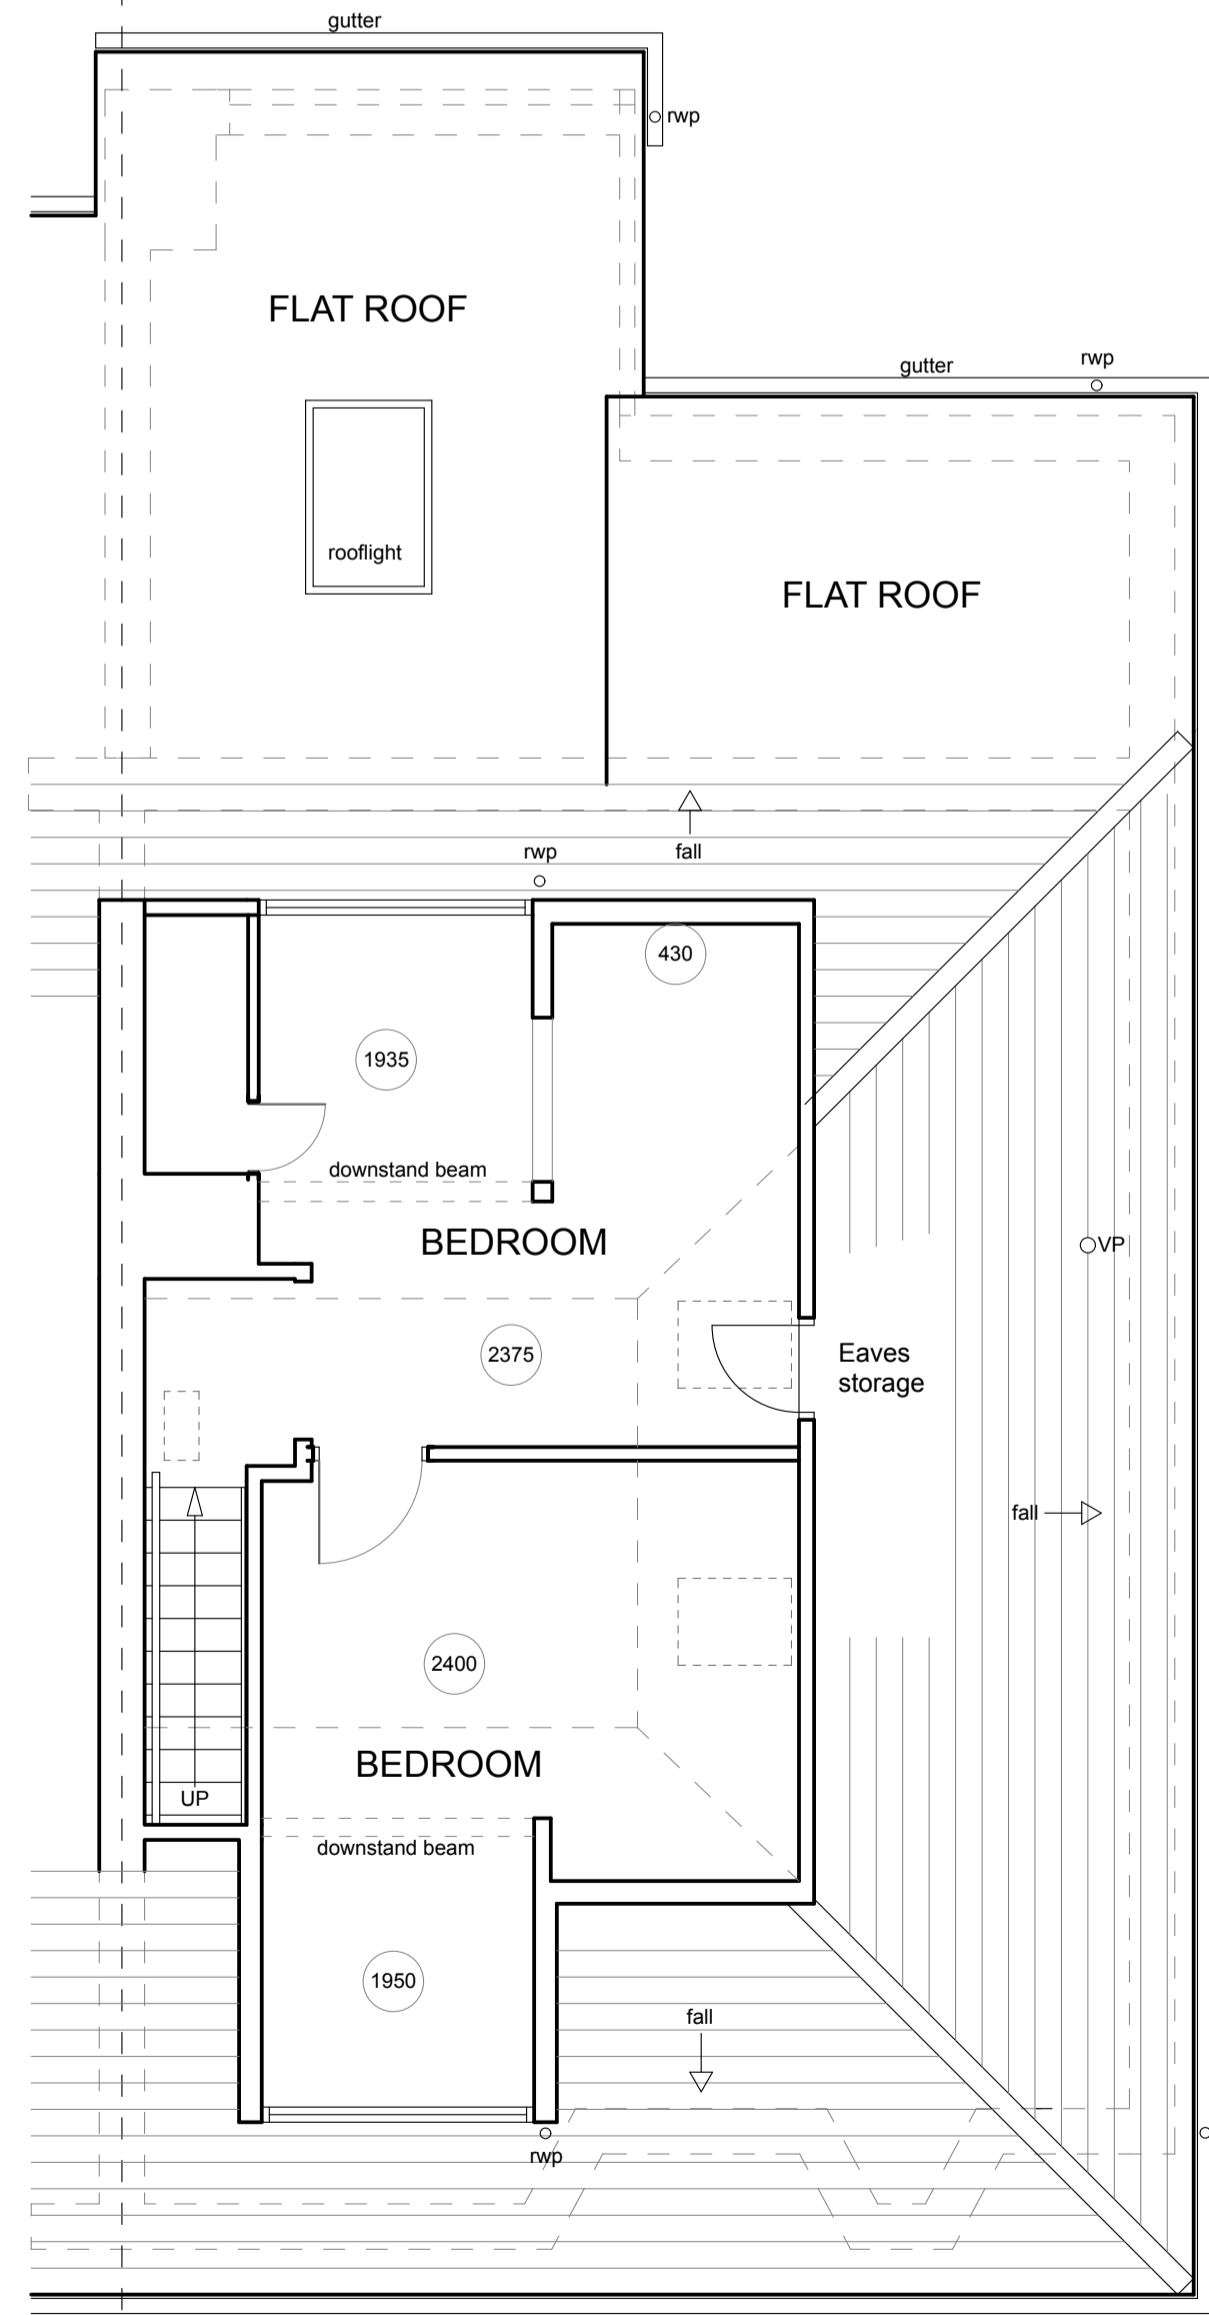 gutter
rwp
FLAT ROOF
gutter
rwp
rooflight
FLAT ROOF
rwp
fall
430
1935
downstand beam
BEDROOM
VP
2375
Eaves
storage
fall
2400
BEDROOM
UP
downstand beam
1950
fall
rwp